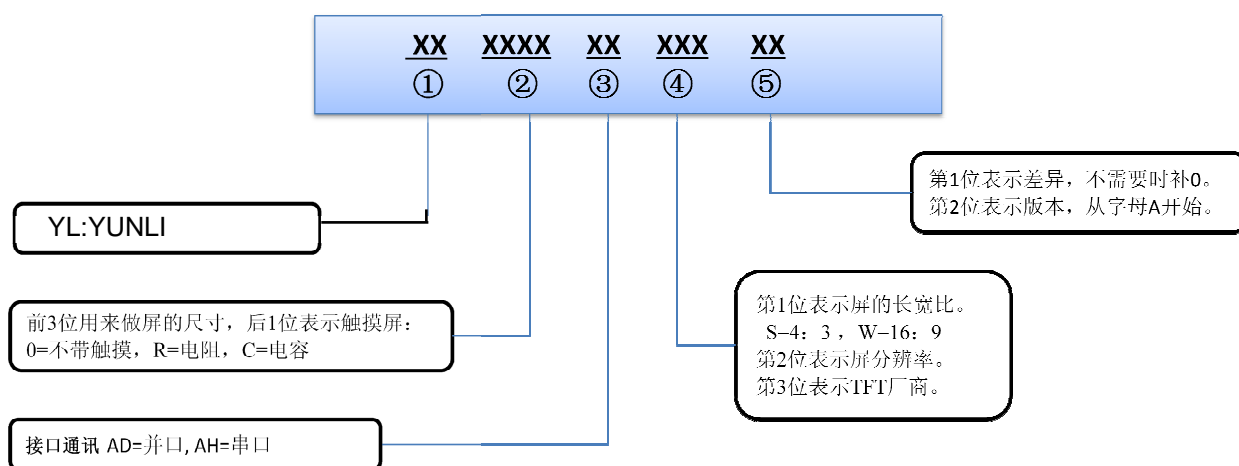 XX XXXX XX XXX XX
① ② ③ ④ ⑤
第1位表示差异，不需要时补0。
第2位表示版本，从字母A开始。
YL:YUNLI
前3位用来做屏的尺寸，后1位表示触摸屏：
0=不带触摸，R=电阻，C=电容
第1位表示屏的长宽比。
S–4：3 ，W–16：9
第2位表示屏分辨率。
第3位表示TFT厂商。
接口通讯 AD=并口, AH=串口